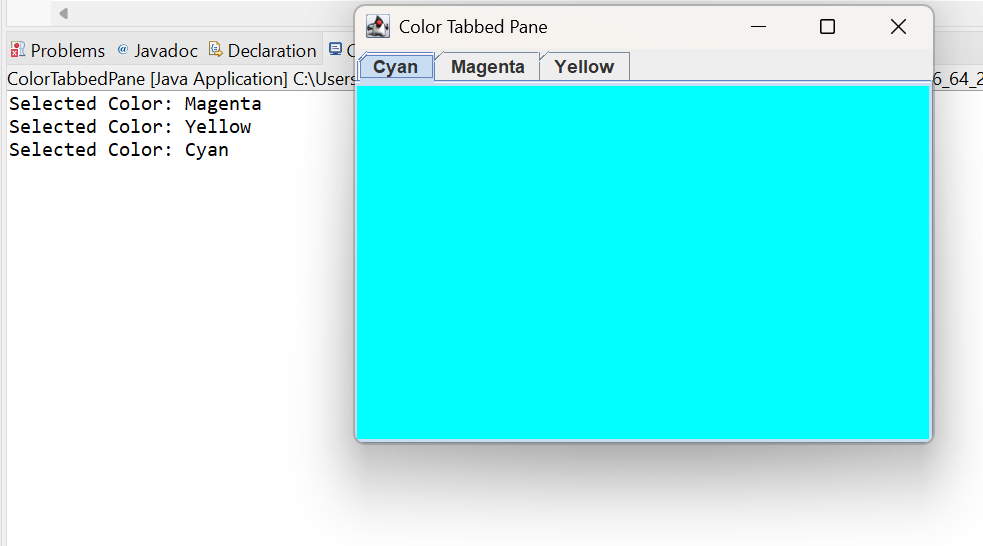 Color Tabbed Pane
Cyan Magenta Yellow
Problems @ Javadoc Declaration
ColorTabbedPane [Java Application] C:\Users 6_64_2
Selected Color: Magenta
Selected Color: Yellow
Selected Color: Cyan